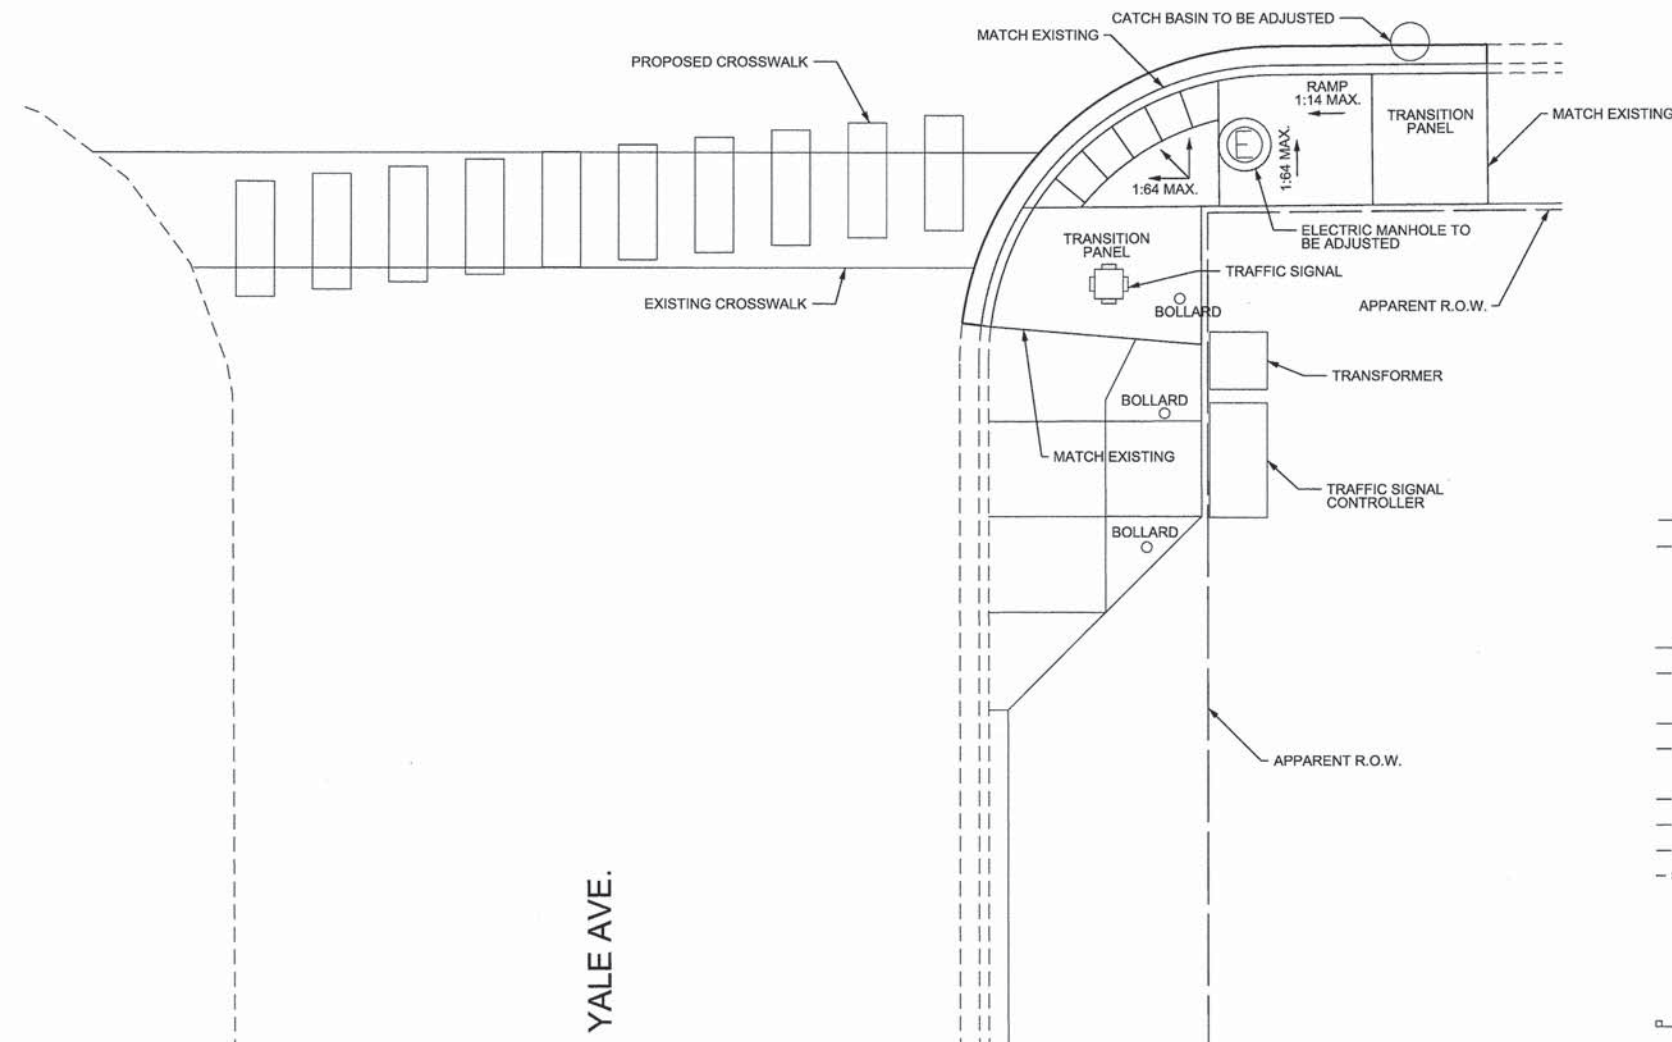 CATCH BASIN TO BE ADJUSTED
MATCH EXISTING
PROPOSED CROSSWALK
RAMP
1:14 MAX.
TRANSITION
PANEL
MATCH EXISTING
E
1:64 MAX.
1:64 MAX.
ELECTRIC MANHOLE TO
BE ADJUSTED
TRANSITION
PANEL
TRAFFIC SIGNAL
EXISTING CROSSWALK
BOLLARD
APPARENT R.O.W.
TRANSFORMER
BOLLARD
MATCH EXISTING
TRAFFIC SIGNAL
CONTROLLER
BOLLARD
APPARENT R.O.W.
YALE AVE.